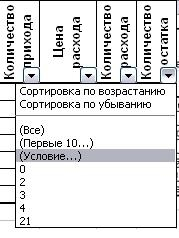 Количество
прихода
Цена
расхода
Количество
расхода
Количество
остатка
Сортировка по возрастанию
Сортировка по убыванию
(Все)
(Первые 10...)
(Условие...)
0
2
3
4
21